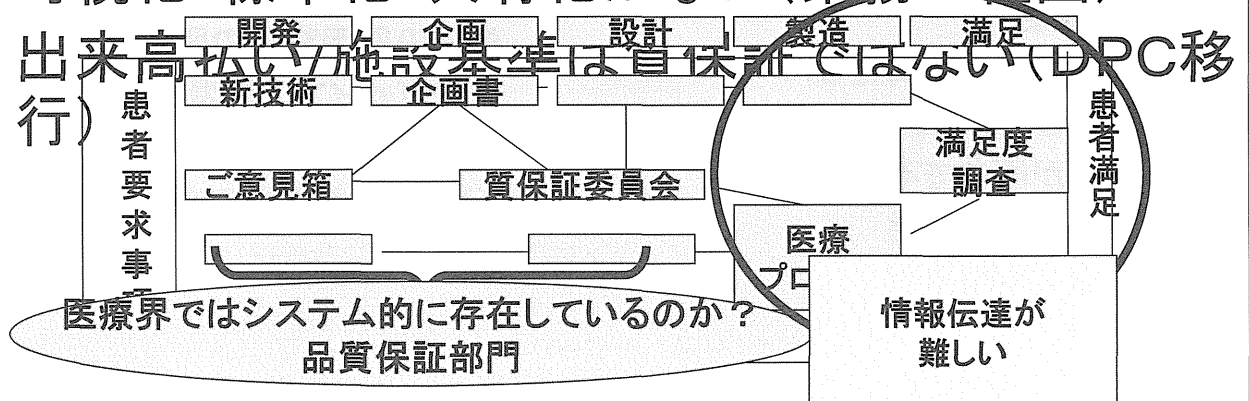 開発 企画 設計 製造 満足
出来高払い/施設基準は質保証ではない(DPC移
行)
新技術 企画書
患者要求事
ご意見箱 質保証委員会
満足度
調査
患者満足
医療
プロ
医療界ではシステム的に存在しているのか?
品質保証部門
情報伝達が
難しい